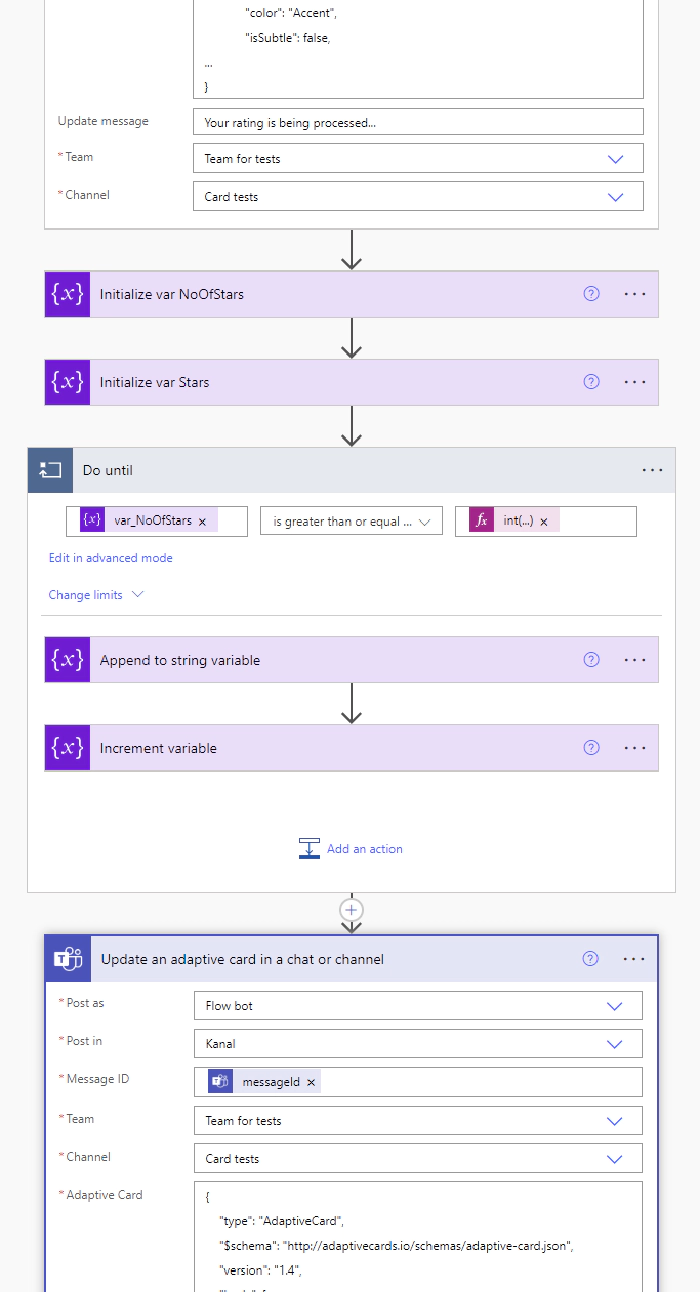 "color": "Accent",
"isSubtle": false,
...
}
Update message
Your rating is being processed...
* Team
Team for tests
* Channel
Card tests
{x} Initialize var NoOfStars ? ...
{x} Initialize var Stars ? ...
Do until ...
{x} var_NoOfStars x
is greater than or equal ...
fx int(...) x
Edit in advanced mode
Change limits
{x} Append to string variable ? ...
{x} Increment variable ? ...
Add an action
T Update an adaptive card in a chat or channel ? ...
* Post as
Flow bot
* Post in
Kanal
* Message ID
messageId x
* Team
Team for tests
* Channel
Card tests
* Adaptive Card
{
"type": "AdaptiveCard",
"$schema": "http://adaptivecards.io/schemas/adaptive-card.json",
"version": "1.4",